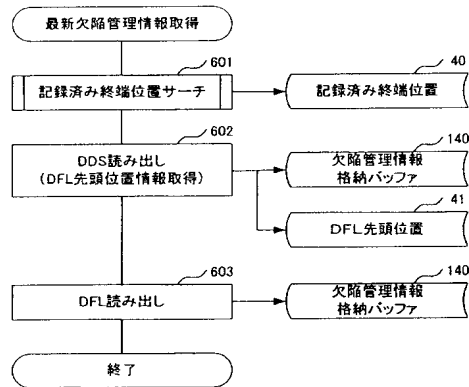 最新欠陥管理情報取得
601
記録済み終端位置サーチ
40
記録済み終端位置
602
DDS読み出し
(DFL先頭位置情報取得)
140
欠陥管理情報
格納バッファ
41
DFL先頭位置
603
DFL読み出し
140
欠陥管理情報
格納バッファ
終了